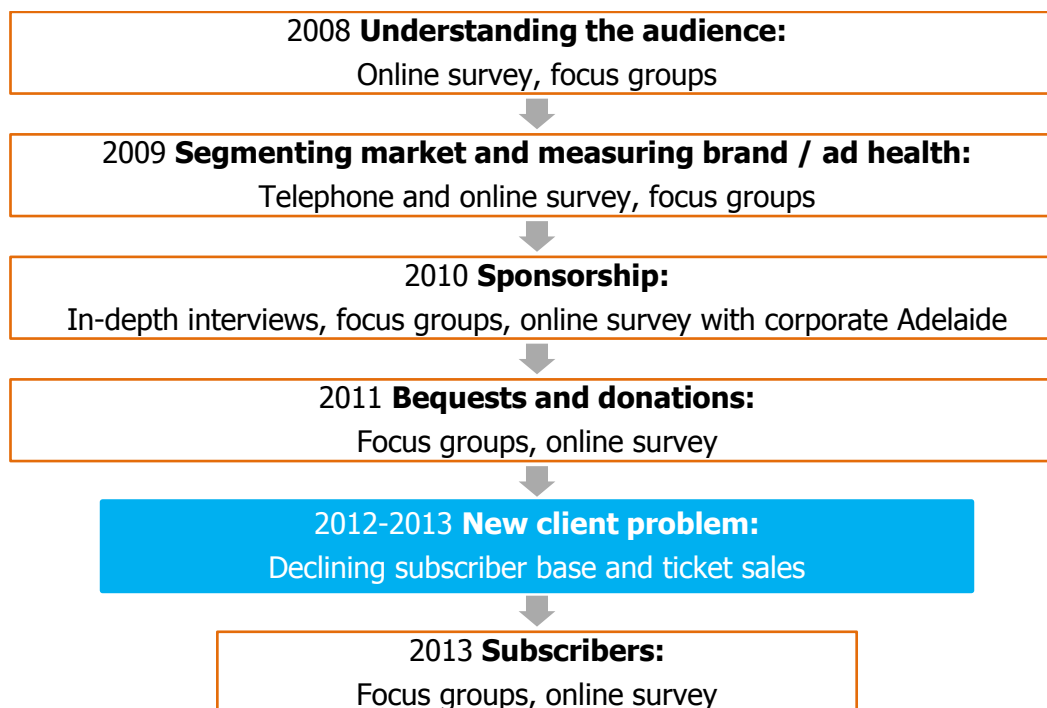 2008 Understanding the audience:
Online survey, focus groups
2009 Segmenting market and measuring brand / ad health:
Telephone and online survey, focus groups
2010 Sponsorship:
In-depth interviews, focus groups, online survey with corporate Adelaide
2011 Bequests and donations:
Focus groups, online survey
2012-2013 New client problem:
Declining subscriber base and ticket sales
2013 Subscribers:
Focus groups, online survey